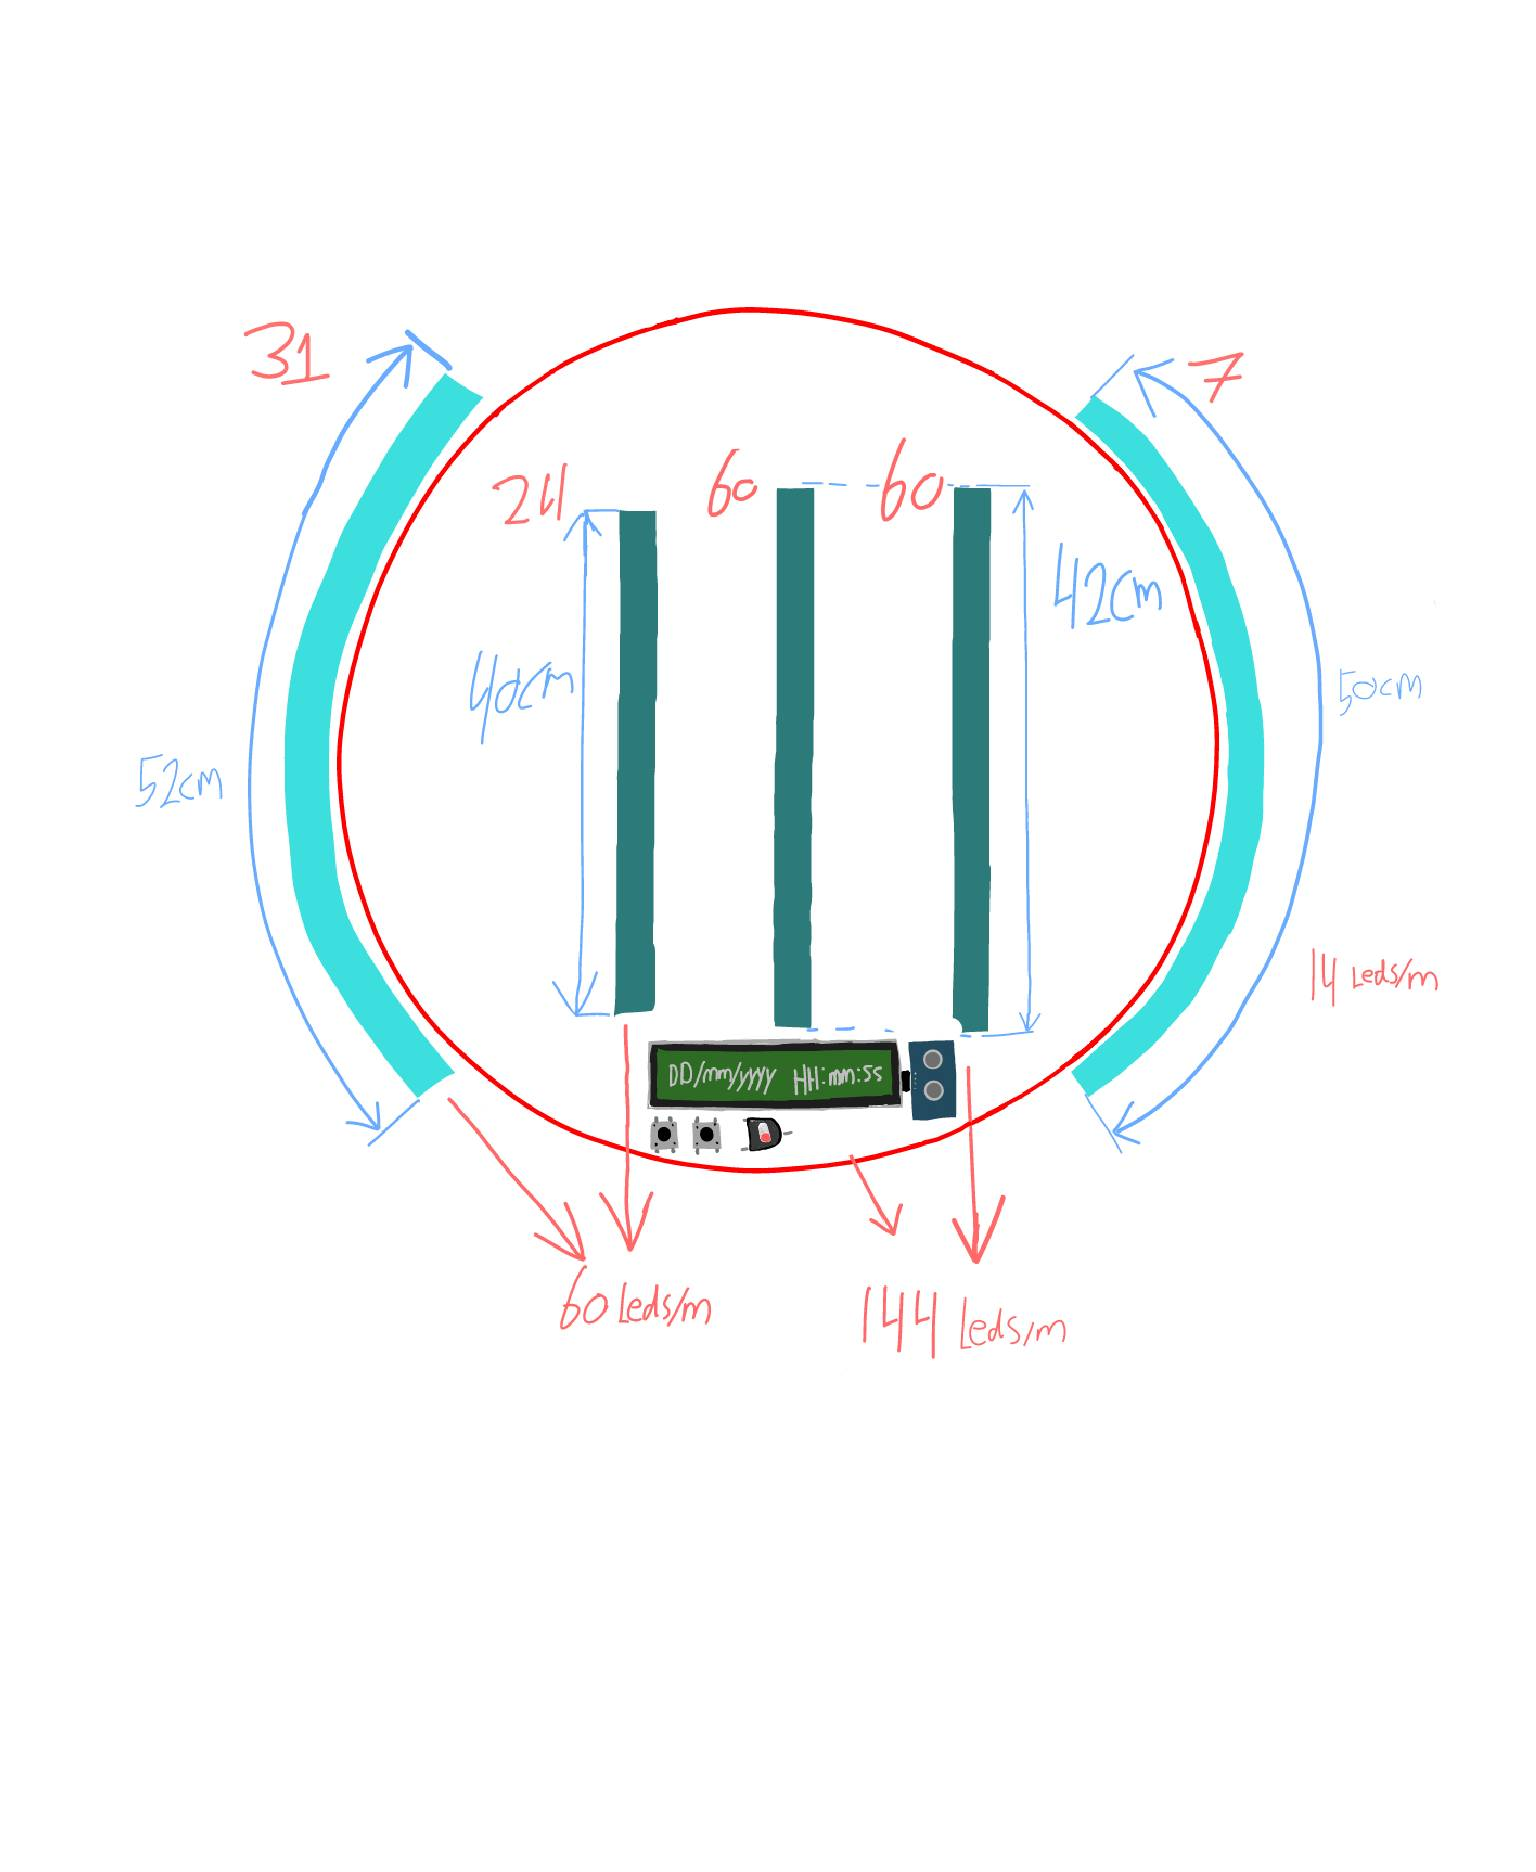 31
7
24
60
60
42cm
40cm
50cm
52cm
14 Leds/m
DD/mm/yyyy HH:mm:ss
60 Leds/m
144 Leds/m